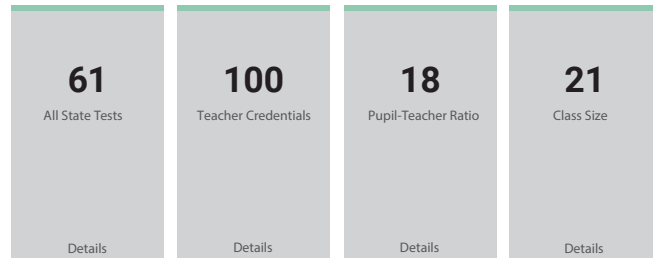 61
All State Tests
Details
100
Teacher Credentials
Details
18
Pupil-Teacher Ratio
Details
21
Class Size
Details